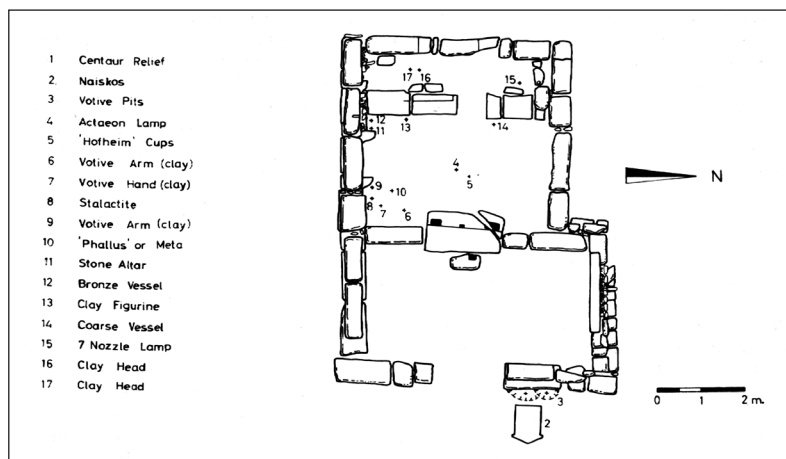 1 Centaur Relief
2 Naiskos
3 Votive Pits
4 Actaeon Lamp
5 'Hofheim' Cups
6 Votive Arm (clay)
7 Votive Hand (clay)
8 Stalactite
9 Votive Arm (clay)
10 'Phallus' or Meta
11 Stone Altar
12 Bronze Vessel
13 Clay Figurine
14 Coarse Vessel
15 7 Nozzle Lamp
16 Clay Head
17 Clay Head
17 16
15
12
13
14
11
4
5
9
10
8
7
6
N
3
2
0 1 2 m.